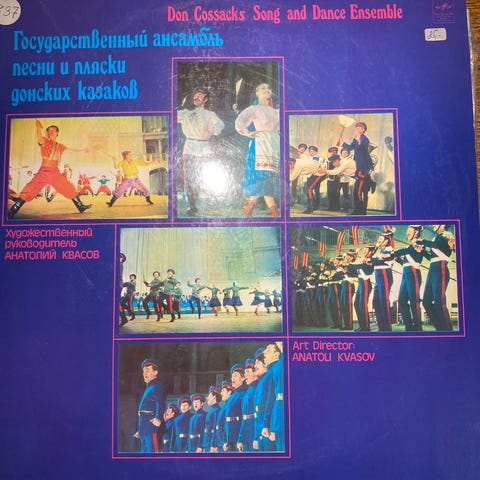 Don Cossacks Song and Dance Ensemble
Государственный ансамбль
песни и пляски
донских казаков
Художественный
руководитель
АНАТОЛИЙ КВАСОВ
Art Director:
ANATOLI KVASOV